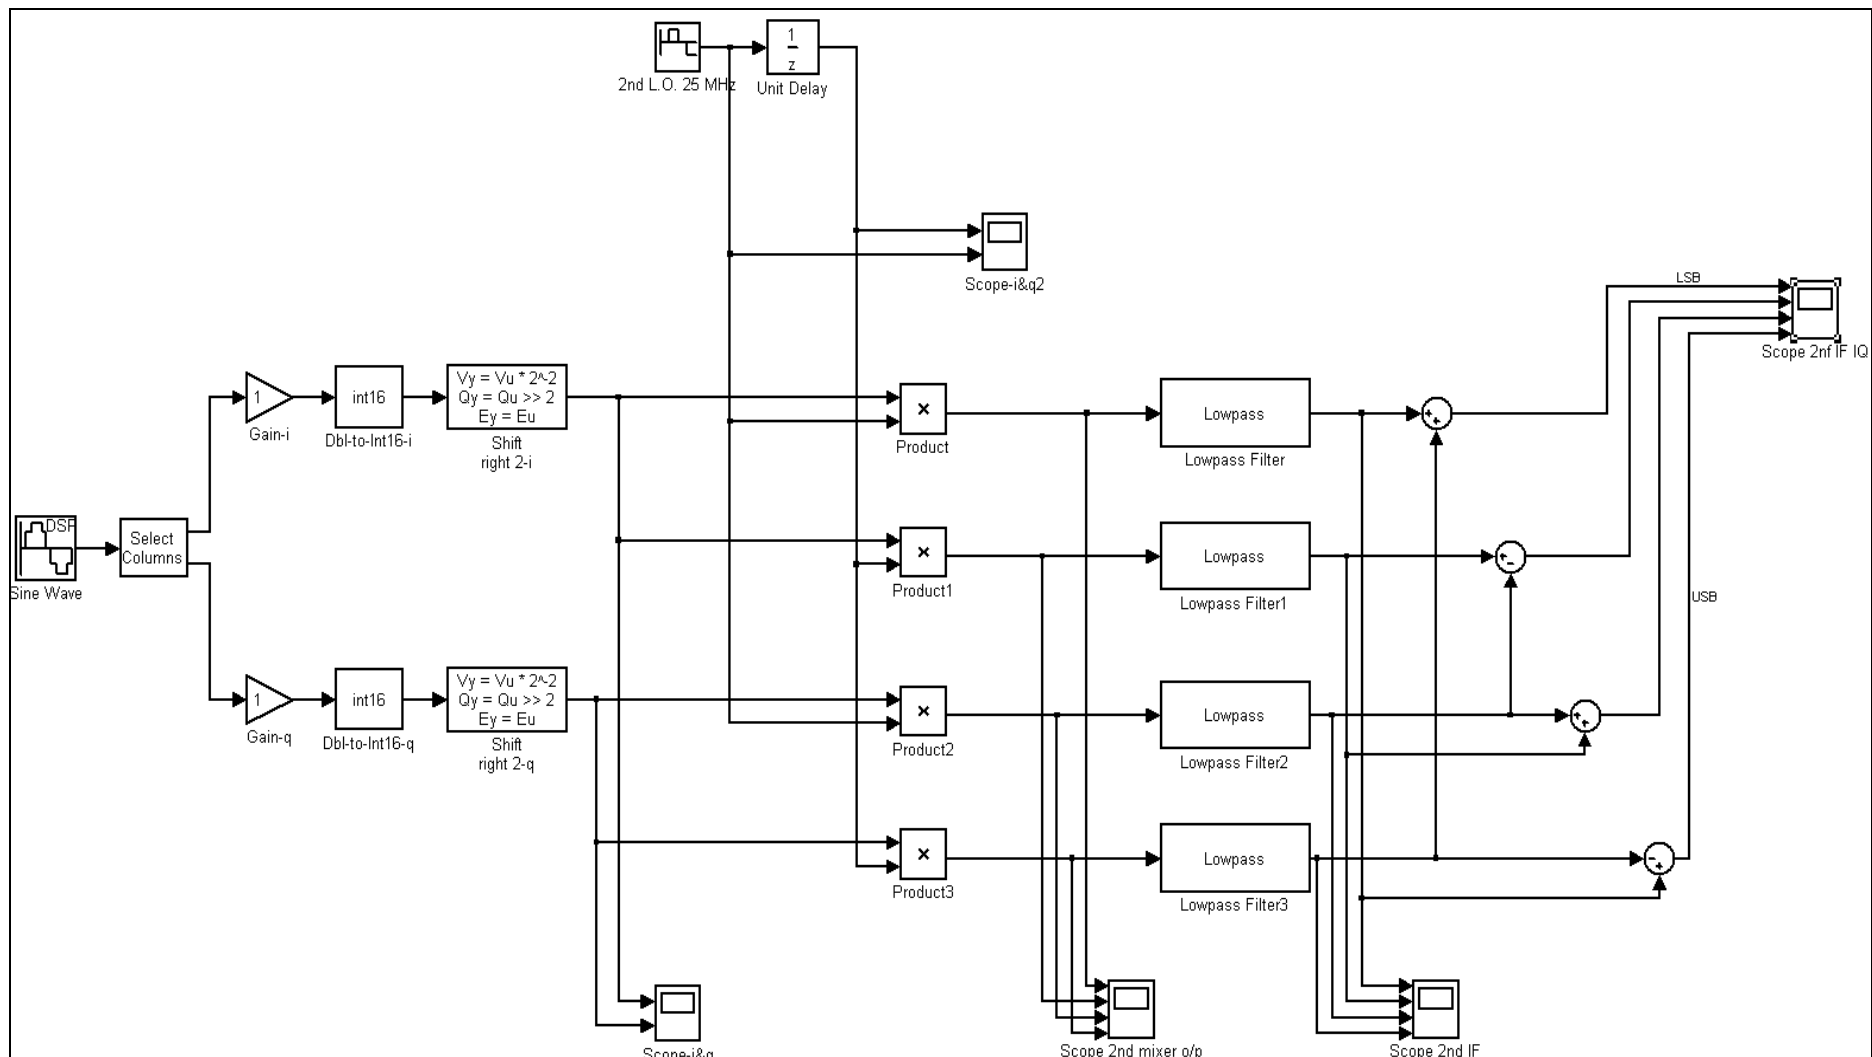 2nd L.O. 25 MHz
1
z
Unit Delay
Scope-i&q2
LSB
Scope 2nf IF IQ
1
Gain-i
int16
Dbl-to-Int16-i
Vy = Vu * 2^-2
Qy = Qu >> 2
Ey = Eu
Shift
right 2-i
×
Product
Lowpass
Lowpass Filter
+
+
DSP
Sine Wave
Select
Columns
×
Product1
Lowpass
Lowpass Filter1
+
-
USB
1
Gain-q
int16
Dbl-to-Int16-q
Vy = Vu * 2^-2
Qy = Qu >> 2
Ey = Eu
Shift
right 2-q
×
Product2
Lowpass
Lowpass Filter2
+
+
×
Product3
Lowpass
Lowpass Filter3
-
+
Scope-i&q
Scope 2nd mixer o/p
Scope 2nd IF